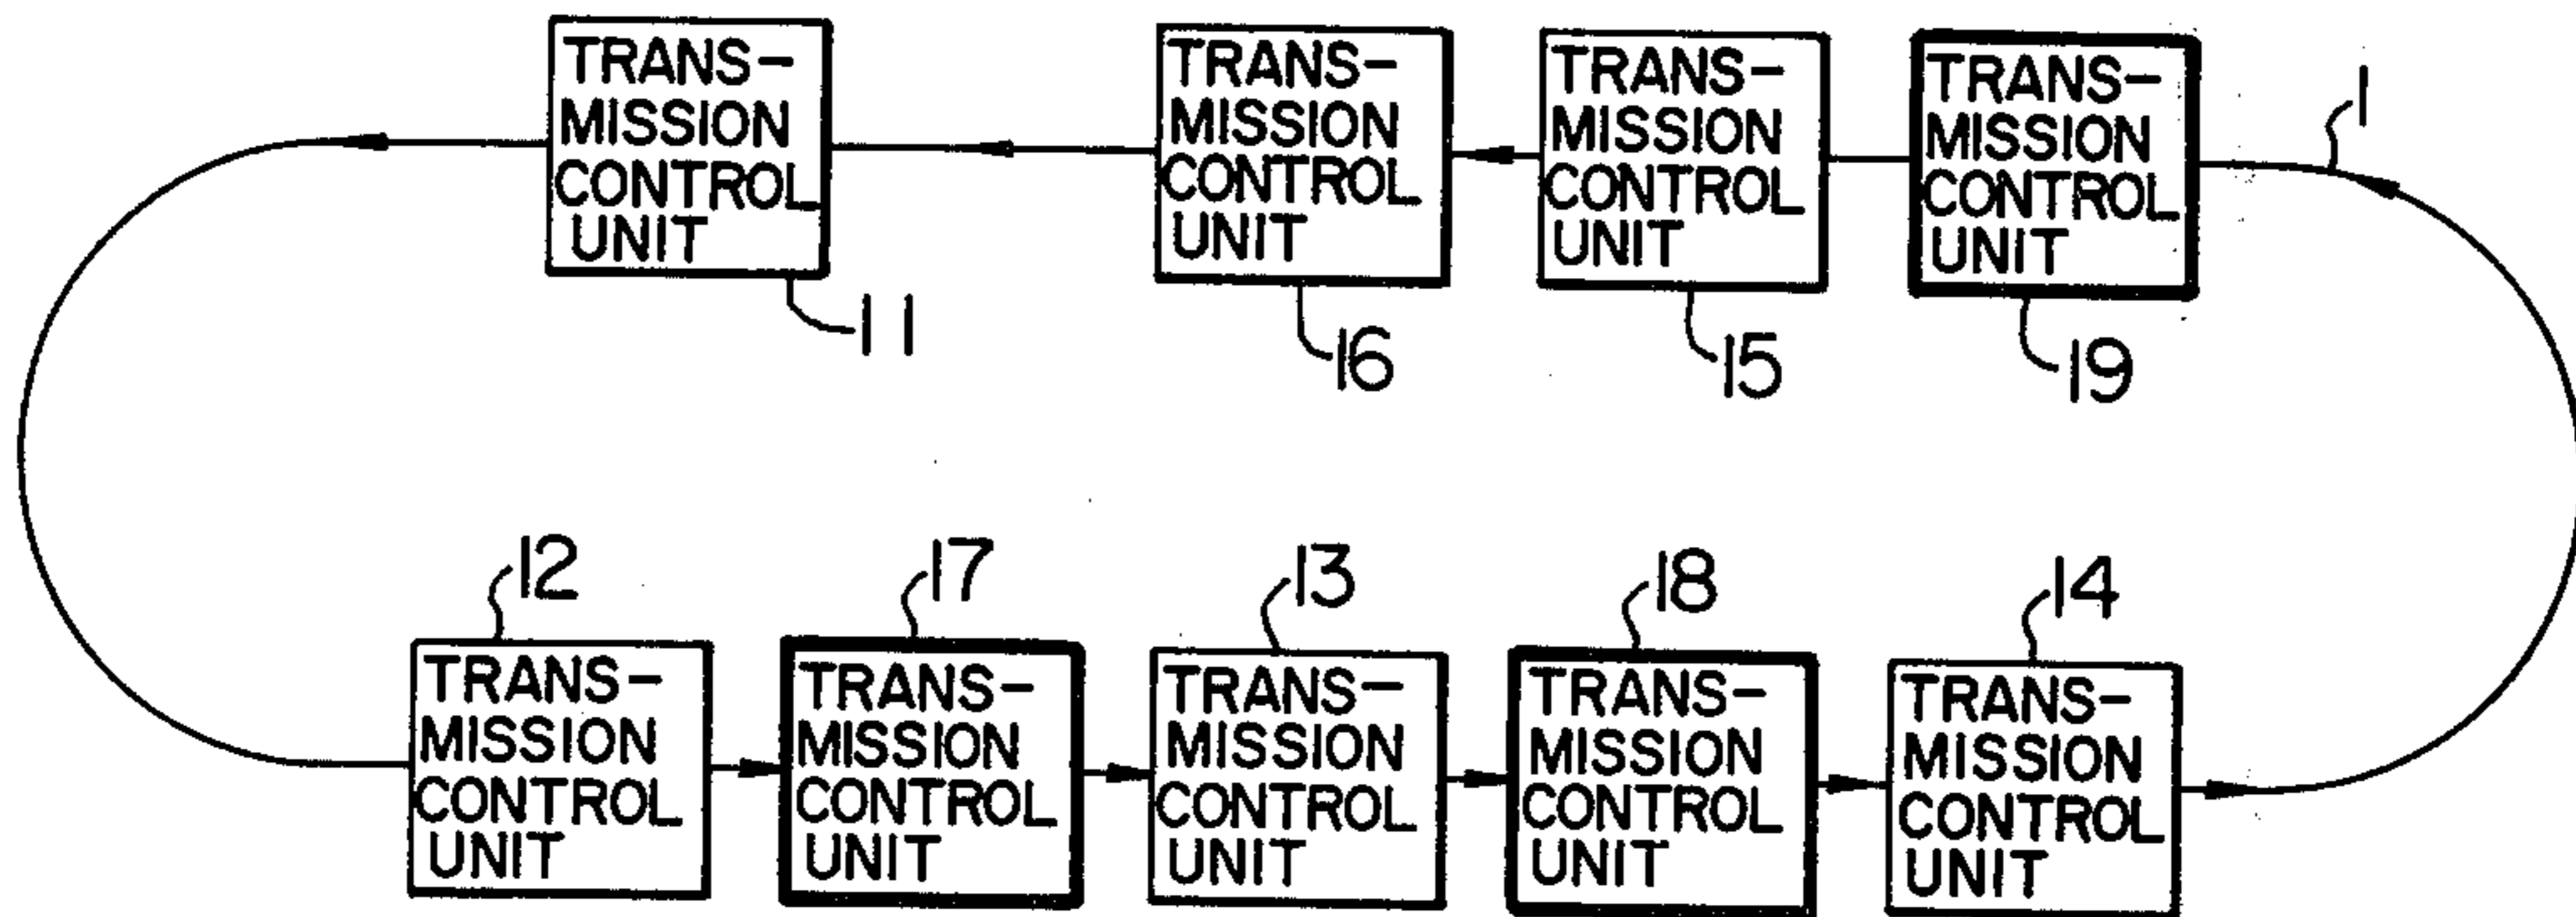 TRANS-
MISSION
CONTROL
UNIT
11
TRANS-
MISSION
CONTROL
UNIT
16
TRANS-
MISSION
CONTROL
UNIT
15
TRANS-
MISSION
CONTROL
UNIT
19
1
12
TRANS-
MISSION
CONTROL
UNIT
17
TRANS-
MISSION
CONTROL
UNIT
13
TRANS-
MISSION
CONTROL
UNIT
18
TRANS-
MISSION
CONTROL
UNIT
14
TRANS-
MISSION
CONTROL
UNIT